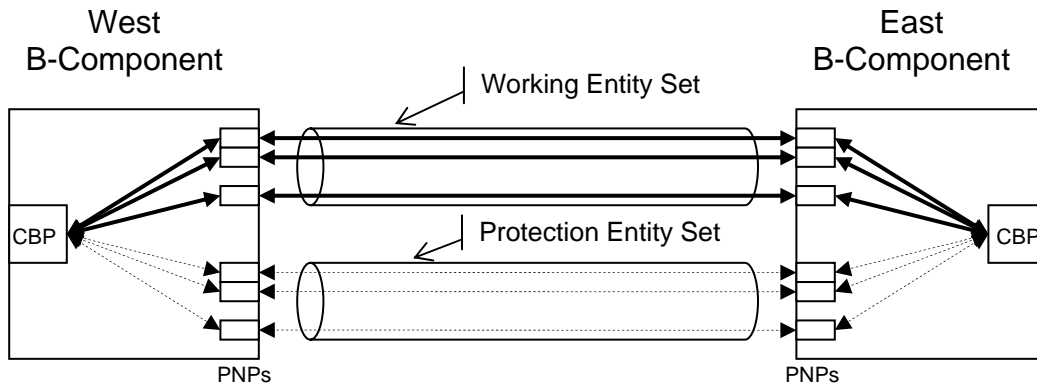 West
B-Component
East
B-Component
Working Entity Set
CBP
Protection Entity Set
CBP
PNPs
PNPs